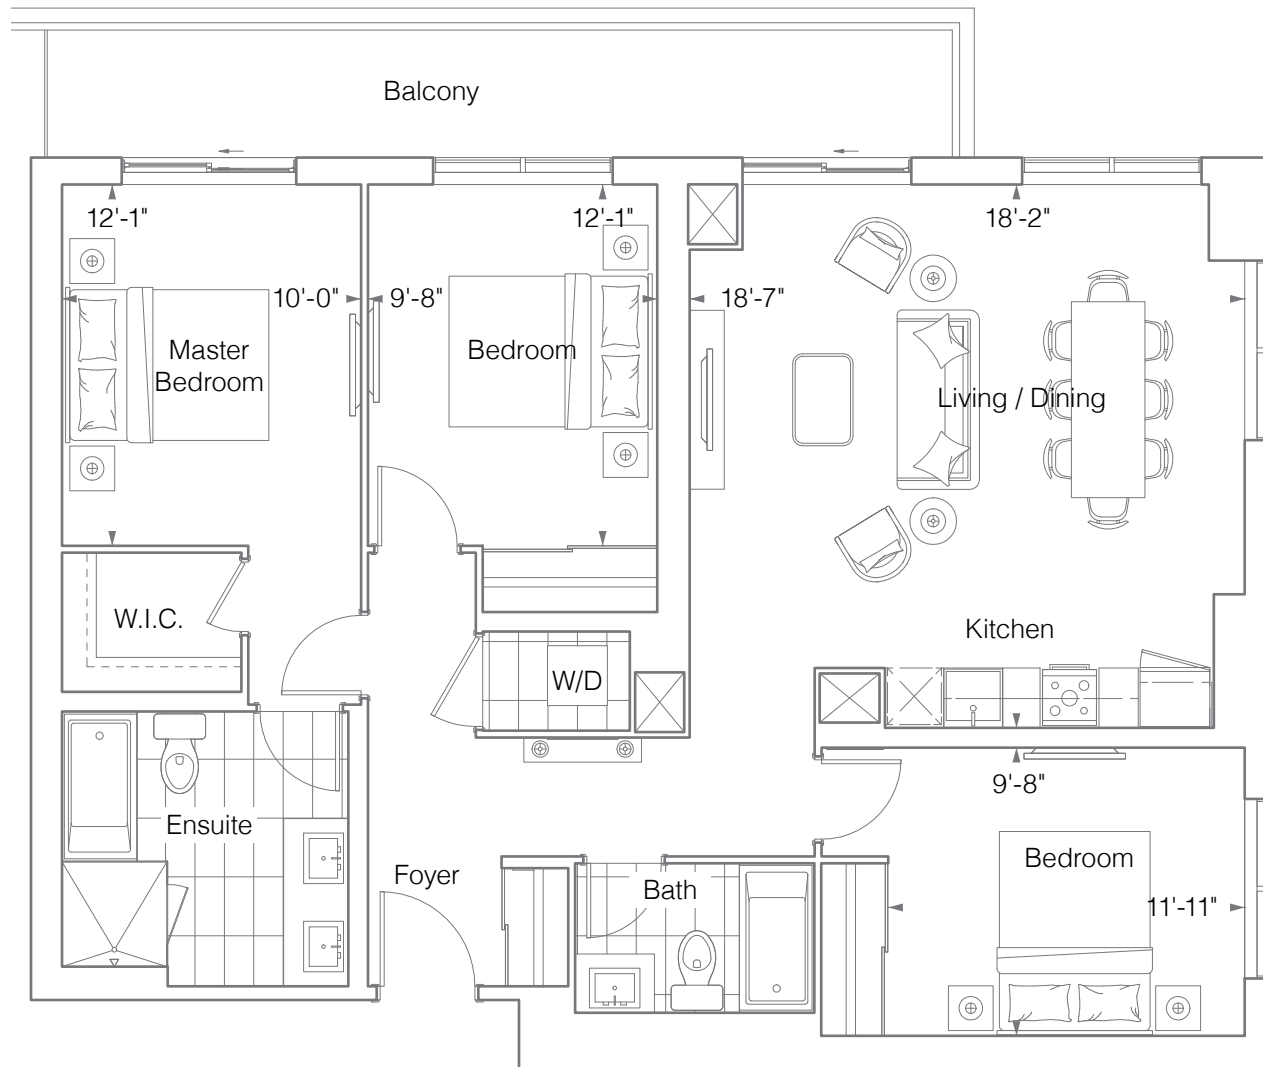 Balcony
12'-1"
12'-1"
18'-2"
10'-0"
9'-8"
18'-7"
Master
Bedroom
Bedroom
Living / Dining
W.I.C.
Kitchen
W/D
9'-8"
Ensuite
Foyer
Bath
Bedroom
11'-11"